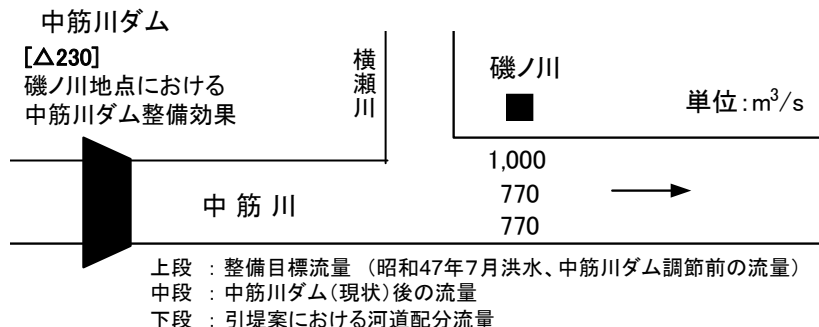 中筋川ダム
[△230]
磯ノ川地点における
中筋川ダム整備効果
横瀬川
磯ノ川
単位:m³/s
1,000
770
770
中筋川
上段 : 整備目標流量 (昭和47年7月洪水、中筋川ダム調節前の流量)
中段 : 中筋川ダム(現状)後の流量
下段 : 引堤案における河道配分流量